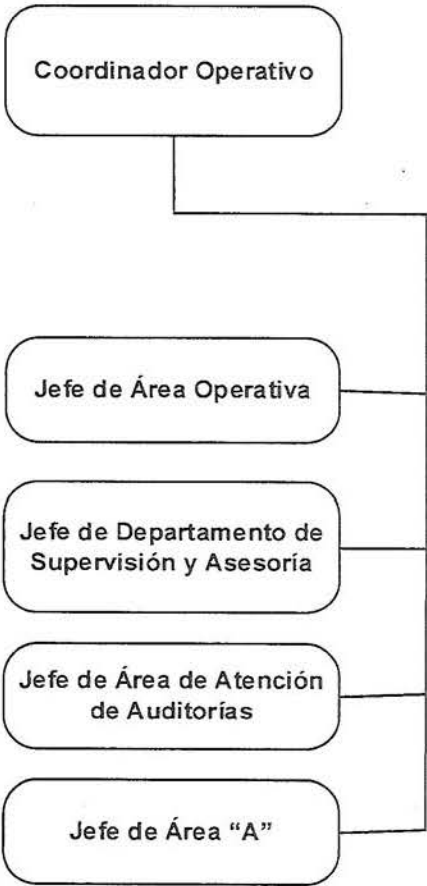 Coordinador Operativo
Jefe de Área Operativa
Jefe de Departamento de
Supervisión y Asesoría
Jefe de Área de Atención
de Auditorías
Jefe de Área “A”